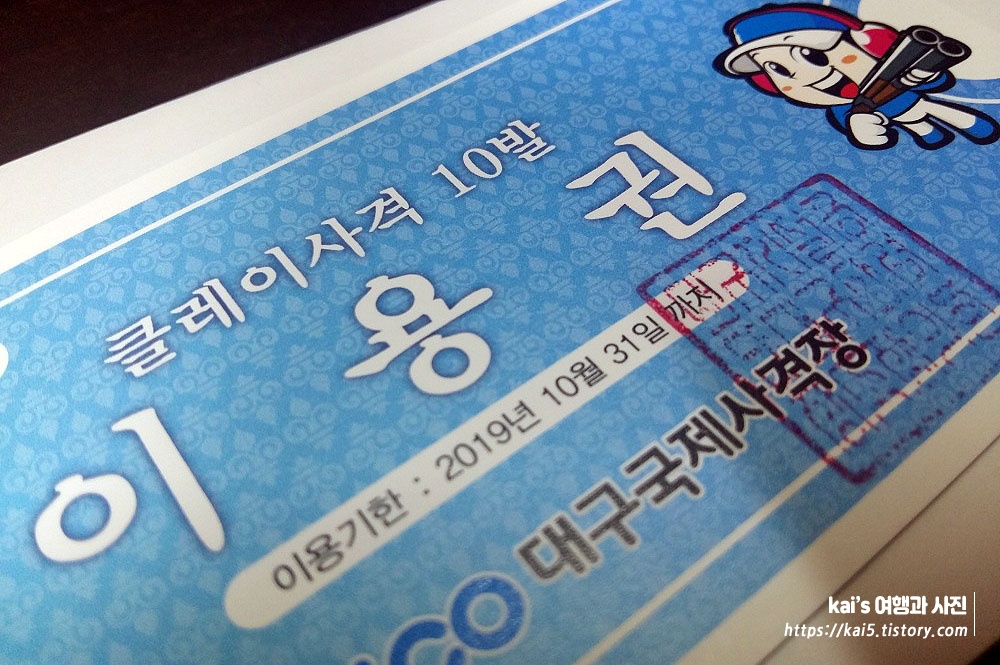 클레이사격 10발
이용권
이용기한 : 2019년 10월 31일 까지
대구국제사격장
kai's 여행과 사진
https://kai5.tistory.com